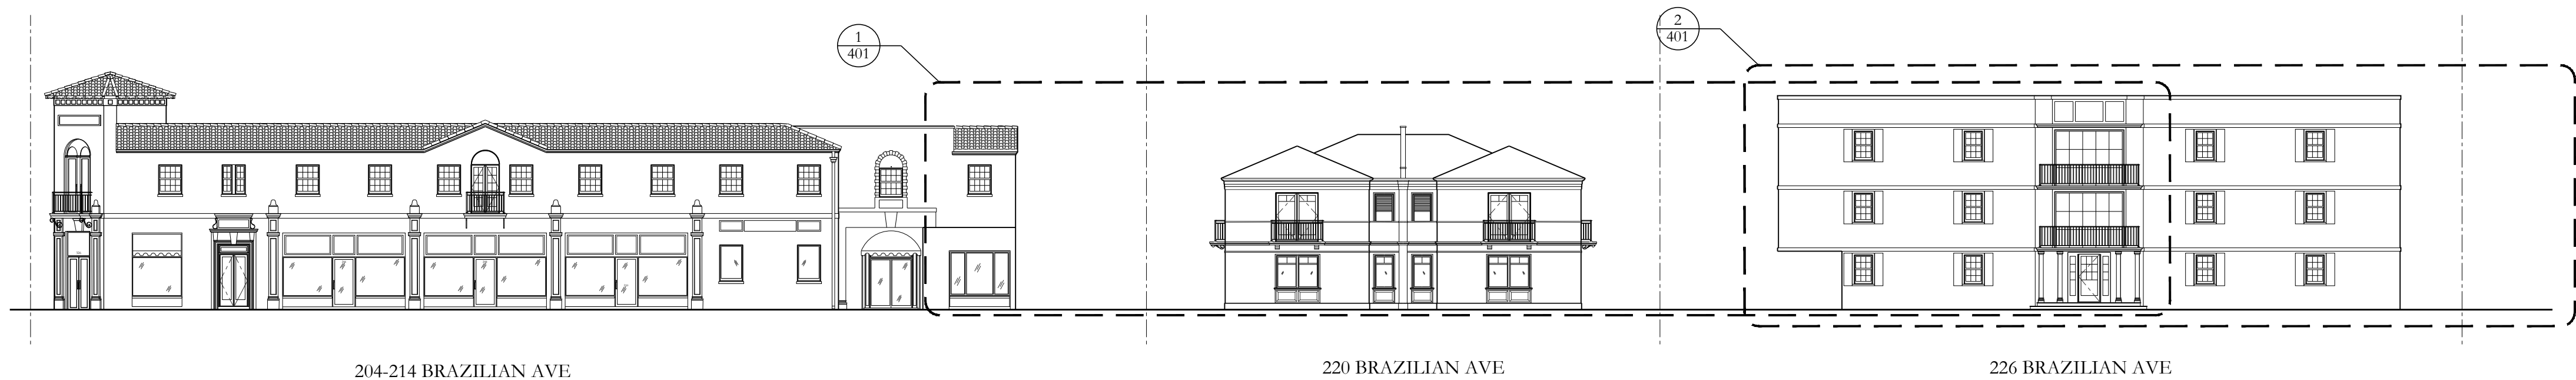 1
401
2
401
204-214 BRAZILIAN AVE
220 BRAZILIAN AVE
226 BRAZILIAN AVE